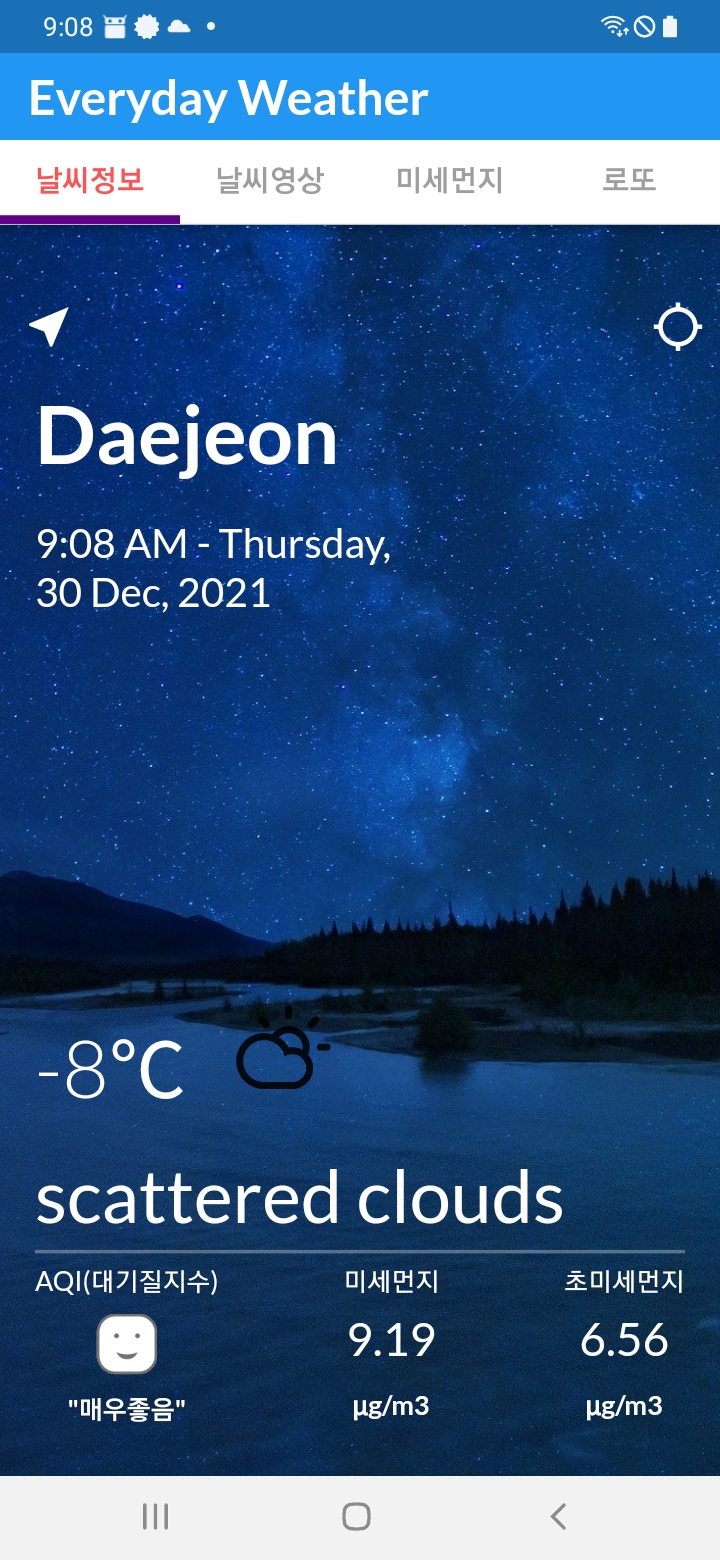 9:08
Everyday Weather
날씨정보 날씨영상 미세먼지 로또
Daejeon
9:08 AM - Thursday,
30 Dec, 2021
-8°C
scattered clouds
AQI(대기질지수) 미세먼지 초미세먼지
9.19 6.56
"매우좋음" µg/m3 µg/m3